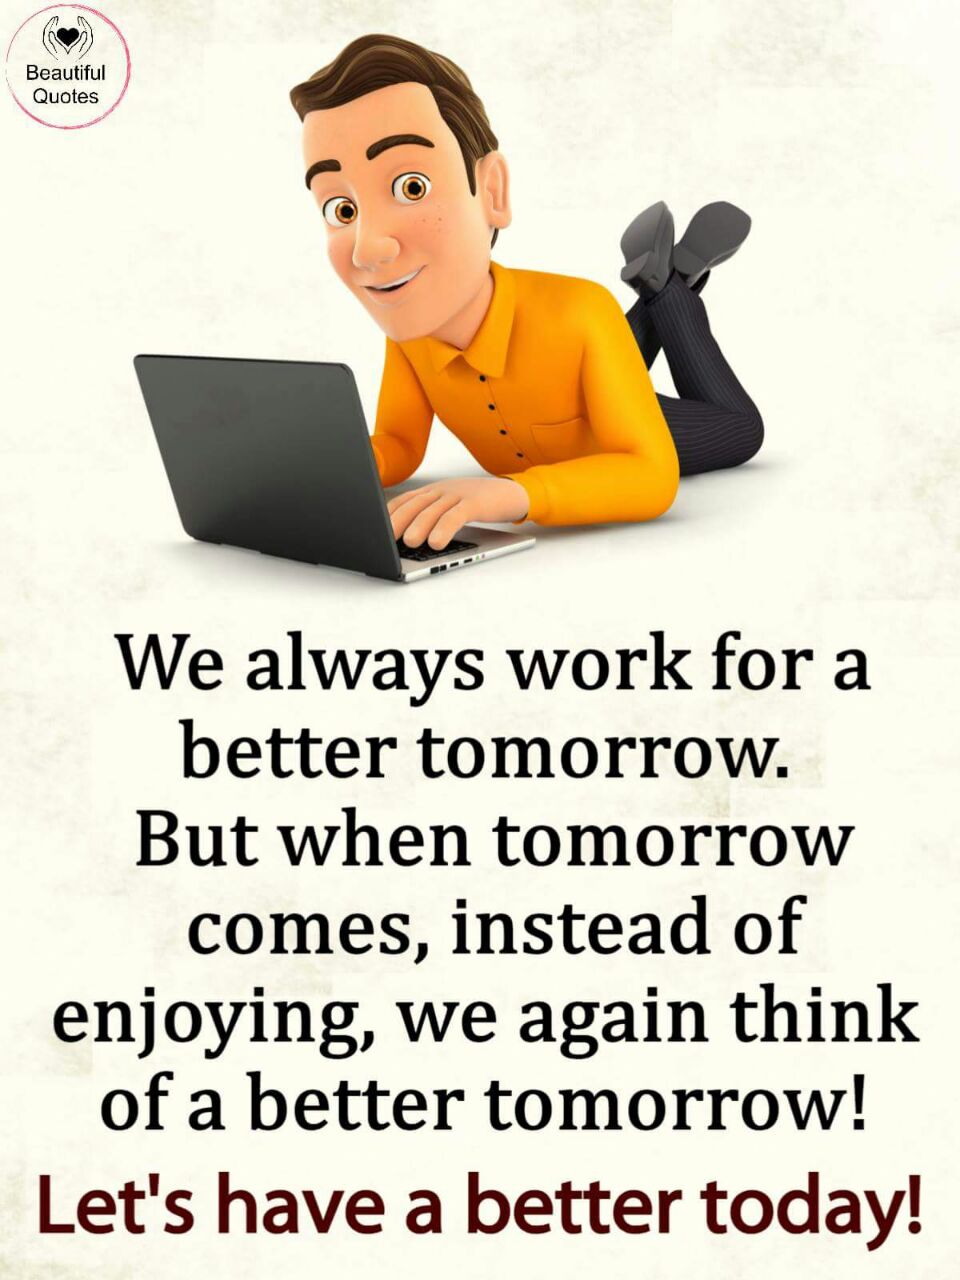 Beautiful
Quotes
We always work for a
better tomorrow.
But when tomorrow
comes, instead of
enjoying, we again think
of a better tomorrow!
Let's have a better today!